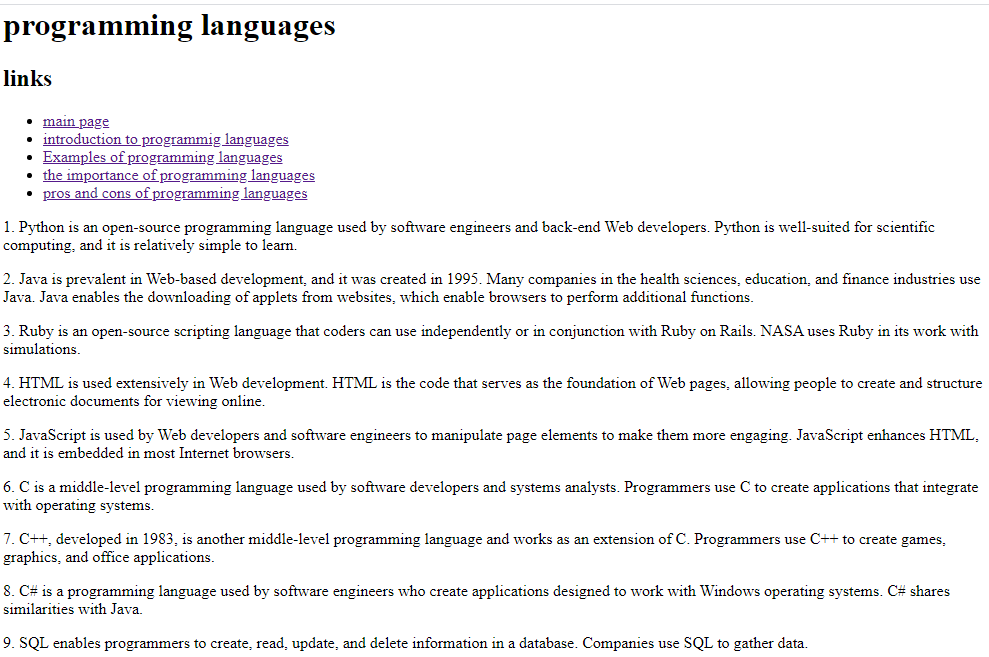 programming languages
links
main page
introduction to programmig languages
Examples of programming languages
the importance of programming languages
pros and cons of programming languages
1. Python is an open-source programming language used by software engineers and back-end Web developers. Python is well-suited for scientific
computing, and it is relatively simple to learn.
2. Java is prevalent in Web-based development, and it was created in 1995. Many companies in the health sciences, education, and finance industries use
Java. Java enables the downloading of applets from websites, which enable browsers to perform additional functions.
3. Ruby is an open-source scripting language that coders can use independently or in conjunction with Ruby on Rails. NASA uses Ruby in its work with
simulations.
4. HTML is used extensively in Web development. HTML is the code that serves as the foundation of Web pages, allowing people to create and structure
electronic documents for viewing online.
5. JavaScript is used by Web developers and software engineers to manipulate page elements to make them more engaging. JavaScript enhances HTML,
and it is embedded in most Internet browsers.
6. C is a middle-level programming language used by software developers and systems analysts. Programmers use C to create applications that integrate
with operating systems.
7. C++, developed in 1983, is another middle-level programming language and works as an extension of C. Programmers use C++ to create games,
graphics, and office applications.
8. C# is a programming language used by software engineers who create applications designed to work with Windows operating systems. C# shares
similarities with Java.
9. SQL enables programmers to create, read, update, and delete information in a database. Companies use SQL to gather data.